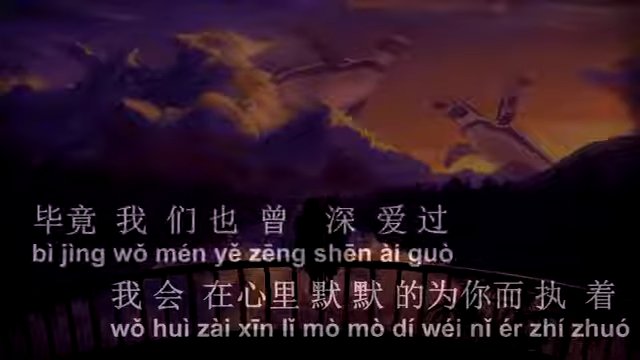 毕竟 我 们 也 曾 深 爱 过
bì jìng wǒ mén yě zēng shēn ài guò
我 会 在 心 里 默 默 的 为 你 而 执 着
wǒ huì zài xīn lǐ mò mò dí wéi nǐ ér zhí zhuó